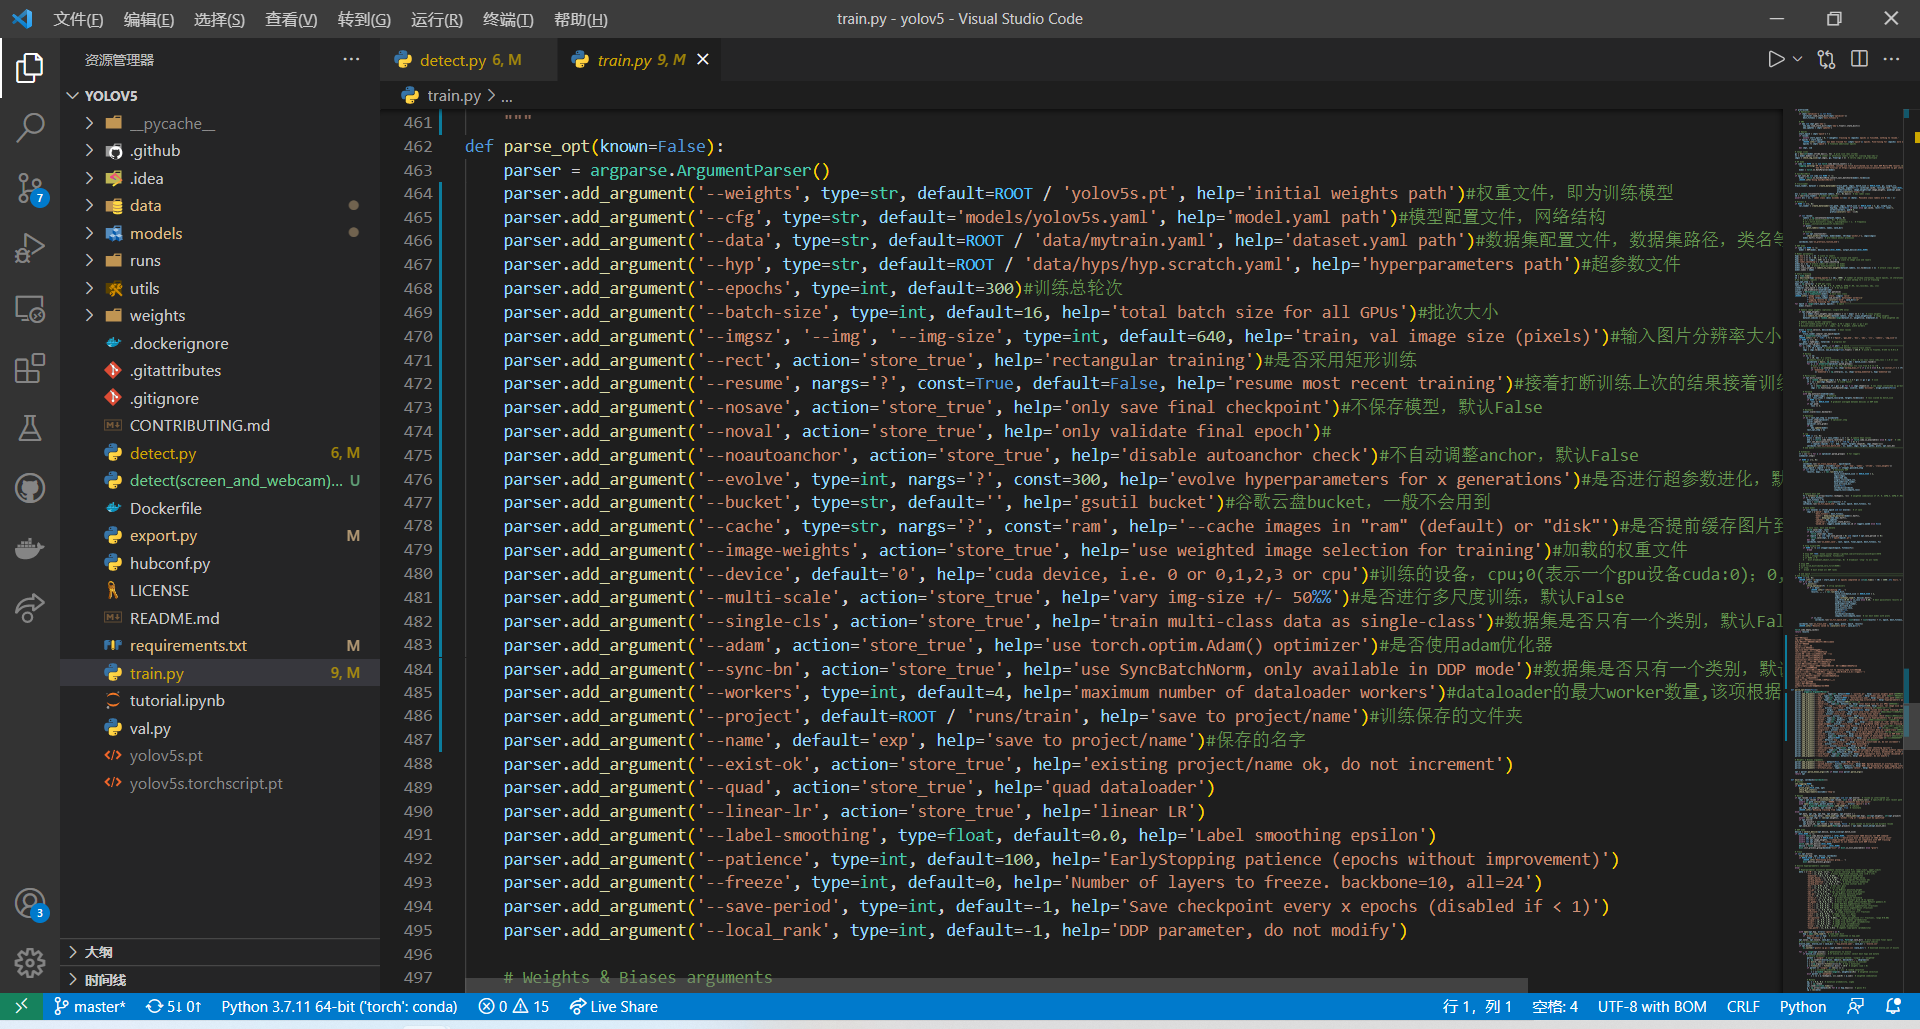 文件(F) 编辑(E) 选择(S) 查看(V) 转到(G) 运行(R) 终端(T) 帮助(H) train.py - yolov5 - Visual Studio Code
资源管理器
YOLOV5
__pycache__
.github
.idea
data
models
runs
utils
weights
.dockerignore
.gitattributes
.gitignore
CONTRIBUTING.md
detect.py 6, M
detect(screen_and_webcam)... U
Dockerfile
export.py M
hubconf.py
LICENSE
README.md
requirements.txt M
train.py 9, M
tutorial.ipynb
val.py
yolov5s.pt
yolov5s.torchscript.pt
大纲
时间线
7
3
detect.py 6, M train.py 9, M
train.py > ...
461 """
462 def parse_opt(known=False):
463 parser = argparse.ArgumentParser()
464 parser.add_argument('--weights', type=str, default=ROOT / 'yolov5s.pt', help='initial weights path')#权重文件，即为训练模型
465 parser.add_argument('--cfg', type=str, default='models/yolov5s.yaml', help='model.yaml path')#模型配置文件，网络结构
466 parser.add_argument('--data', type=str, default=ROOT / 'data/mytrain.yaml', help='dataset.yaml path')#数据集配置文件，数据集路径，类名等
467 parser.add_argument('--hyp', type=str, default=ROOT / 'data/hyps/hyp.scratch.yaml', help='hyperparameters path')#超参数文件
468 parser.add_argument('--epochs', type=int, default=300)#训练总轮次
469 parser.add_argument('--batch-size', type=int, default=16, help='total batch size for all GPUs')#批次大小
470 parser.add_argument('--imgsz', '--img', '--img-size', type=int, default=640, help='train, val image size (pixels)')#输入图片分辨率大小
471 parser.add_argument('--rect', action='store_true', help='rectangular training')#是否采用矩形训练
472 parser.add_argument('--resume', nargs='?', const=True, default=False, help='resume most recent training')#接着打断训练上次的结果接着训练
473 parser.add_argument('--nosave', action='store_true', help='only save final checkpoint')#不保存模型，默认False
474 parser.add_argument('--noval', action='store_true', help='only validate final epoch')#
475 parser.add_argument('--noautoanchor', action='store_true', help='disable autoanchor check')#不自动调整anchor，默认False
476 parser.add_argument('--evolve', type=int, nargs='?', const=300, help='evolve hyperparameters for x generations')#是否进行超参数进化，默
477 parser.add_argument('--bucket', type=str, default='', help='gsutil bucket')#谷歌云盘bucket，一般不会用到
478 parser.add_argument('--cache', type=str, nargs='?', const='ram', help='--cache images in "ram" (default) or "disk"')#是否提前缓存图片到
479 parser.add_argument('--image-weights', action='store_true', help='use weighted image selection for training')#加载的权重文件
480 parser.add_argument('--device', default='0', help='cuda device, i.e. 0 or 0,1,2,3 or cpu')#训练的设备，cpu;0(表示一个gpu设备cuda:0)；0,
481 parser.add_argument('--multi-scale', action='store_true', help='vary img-size +/- 50%%')#是否进行多尺度训练，默认False
482 parser.add_argument('--single-cls', action='store_true', help='train multi-class data as single-class')#数据集是否只有一个类别，默认Fal
483 parser.add_argument('--adam', action='store_true', help='use torch.optim.Adam() optimizer')#是否使用adam优化器
484 parser.add_argument('--sync-bn', action='store_true', help='use SyncBatchNorm, only available in DDP mode')#数据集是否只有一个类别，默认
485 parser.add_argument('--workers', type=int, default=4, help='maximum number of dataloader workers')#dataloader的最大worker数量,该项根据
486 parser.add_argument('--project', default=ROOT / 'runs/train', help='save to project/name')#训练保存的文件夹
487 parser.add_argument('--name', default='exp', help='save to project/name')#保存的名字
488 parser.add_argument('--exist-ok', action='store_true', help='existing project/name ok, do not increment')
489 parser.add_argument('--quad', action='store_true', help='quad dataloader')
490 parser.add_argument('--linear-lr', action='store_true', help='linear LR')
491 parser.add_argument('--label-smoothing', type=float, default=0.0, help='Label smoothing epsilon')
492 parser.add_argument('--patience', type=int, default=100, help='EarlyStopping patience (epochs without improvement)')
493 parser.add_argument('--freeze', type=int, default=0, help='Number of layers to freeze. backbone=10, all=24')
494 parser.add_argument('--save-period', type=int, default=-1, help='Save checkpoint every x epochs (disabled if < 1)')
495 parser.add_argument('--local_rank', type=int, default=-1, help='DDP parameter, do not modify')
496
497 # Weights & Biases arguments
master* 5↓ 0↑ Python 3.7.11 64-bit ('torch': conda) 0 15 Live Share 行 1，列 1 空格: 4 UTF-8 with BOM CRLF Python